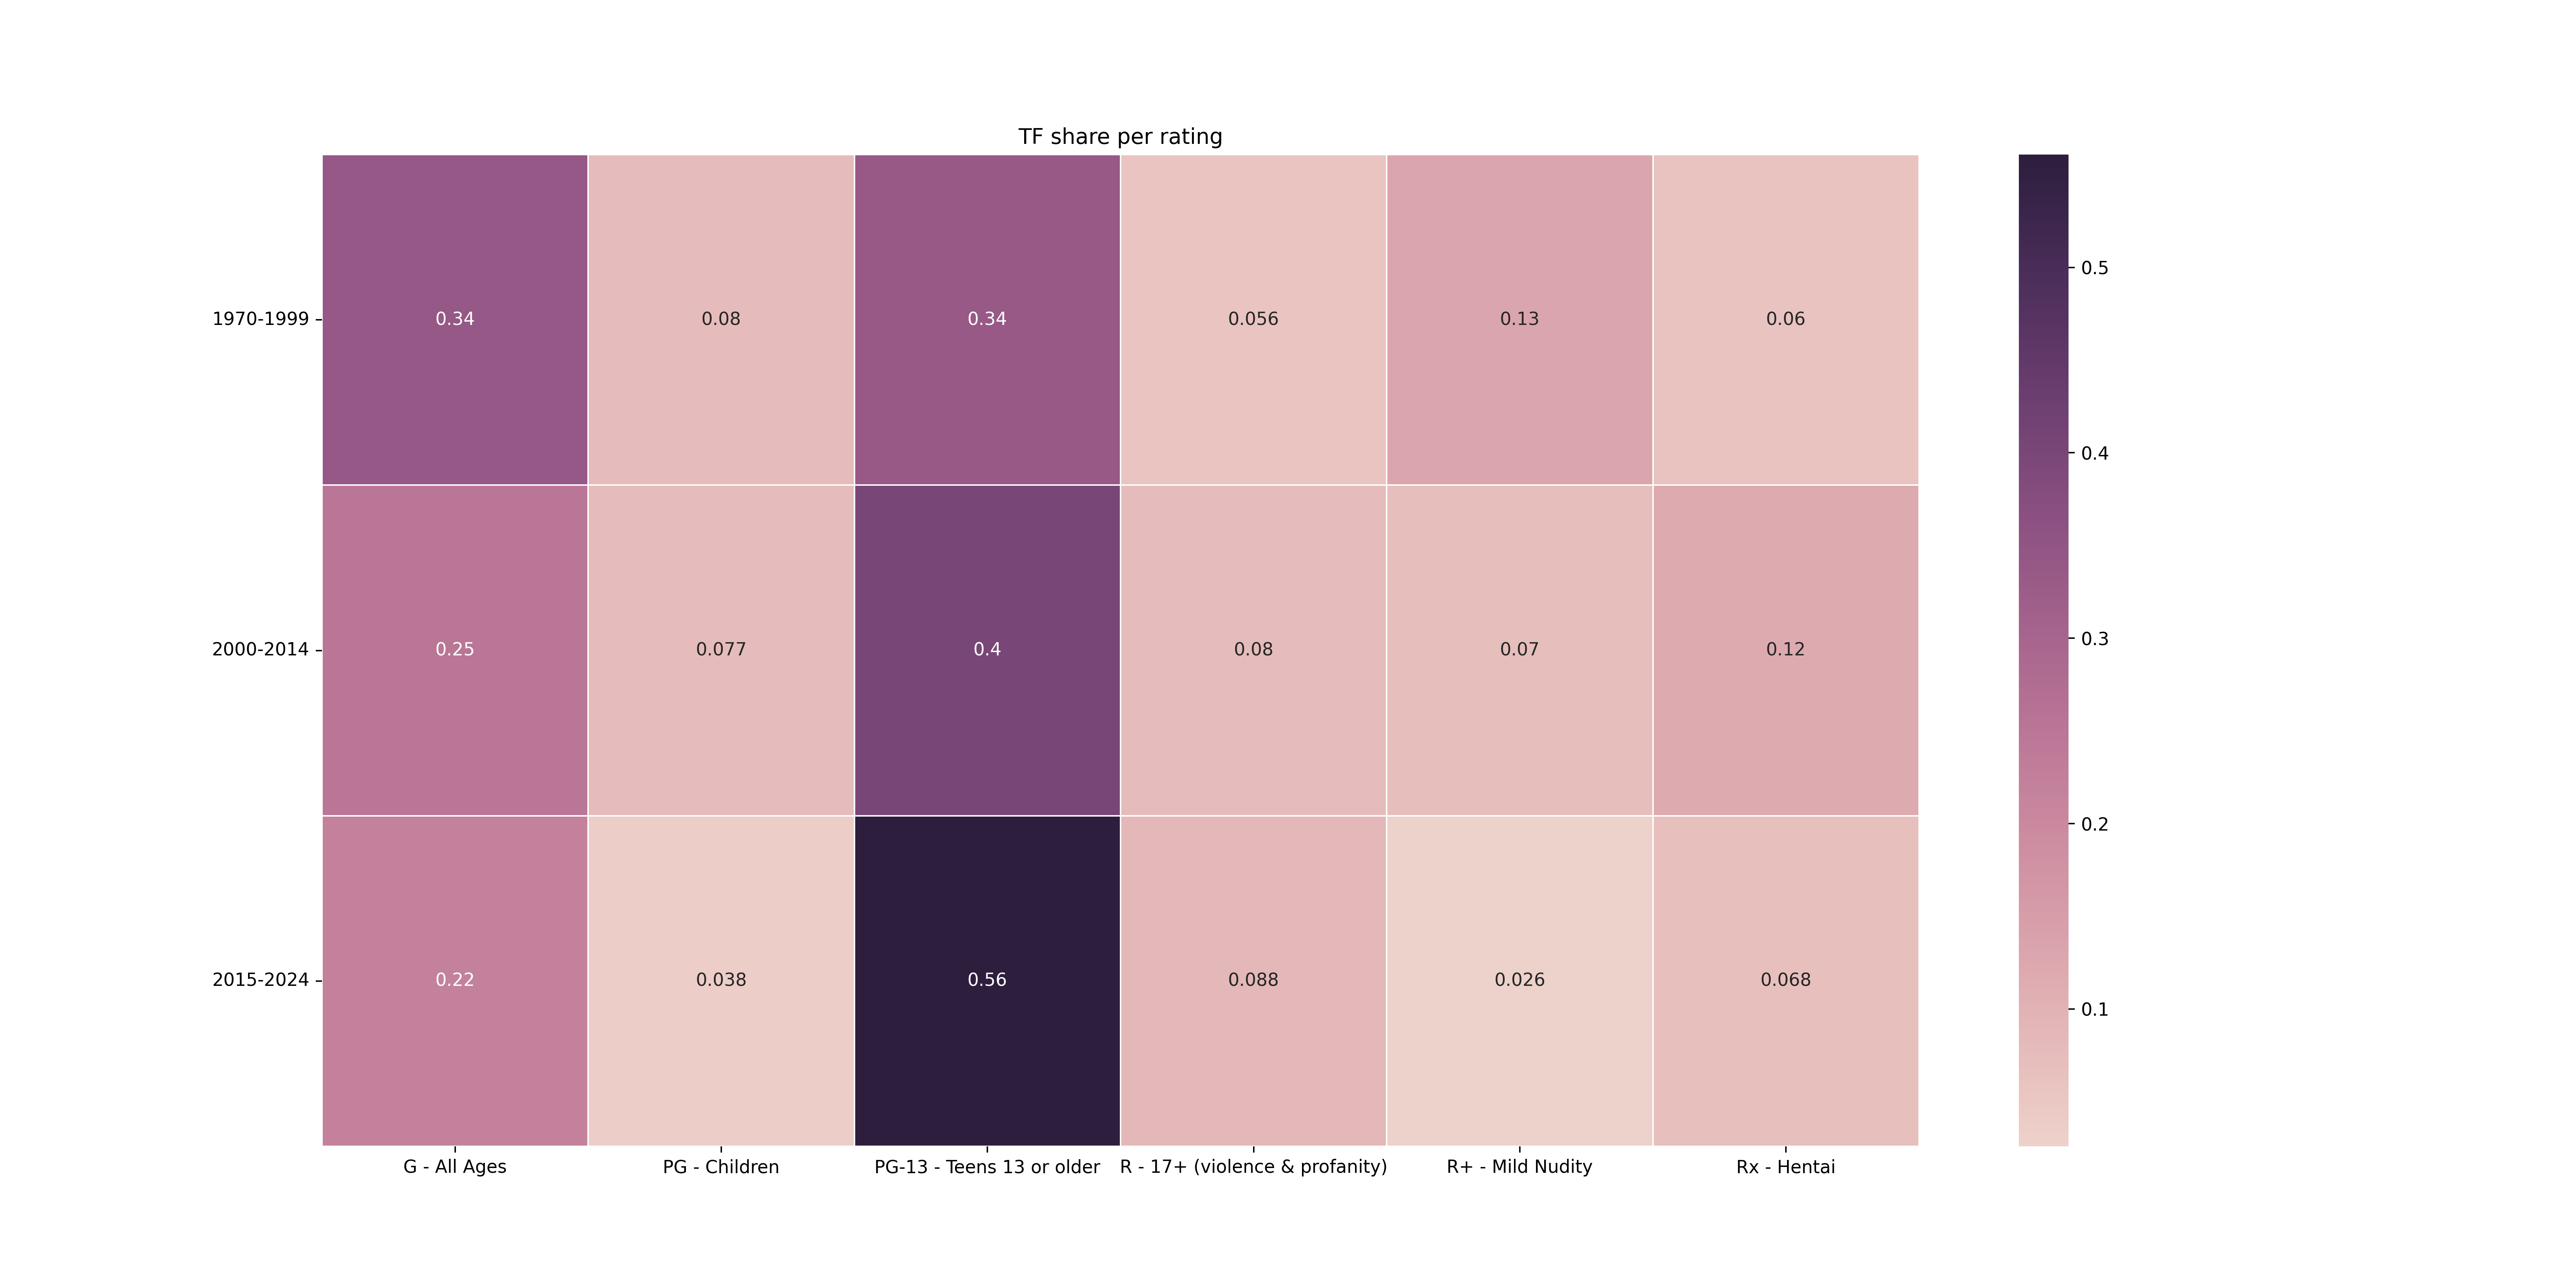 TF share per rating
1970-1999
0.34 0.08 0.34 0.056 0.13 0.06
2000-2014
0.25 0.077 0.4 0.08 0.07 0.12
2015-2024
0.22 0.038 0.56 0.088 0.026 0.068
G - All Ages
PG - Children
PG-13 - Teens 13 or older
R - 17+ (violence & profanity)
R+ - Mild Nudity
Rx - Hentai
0.5
0.4
0.3
0.2
0.1